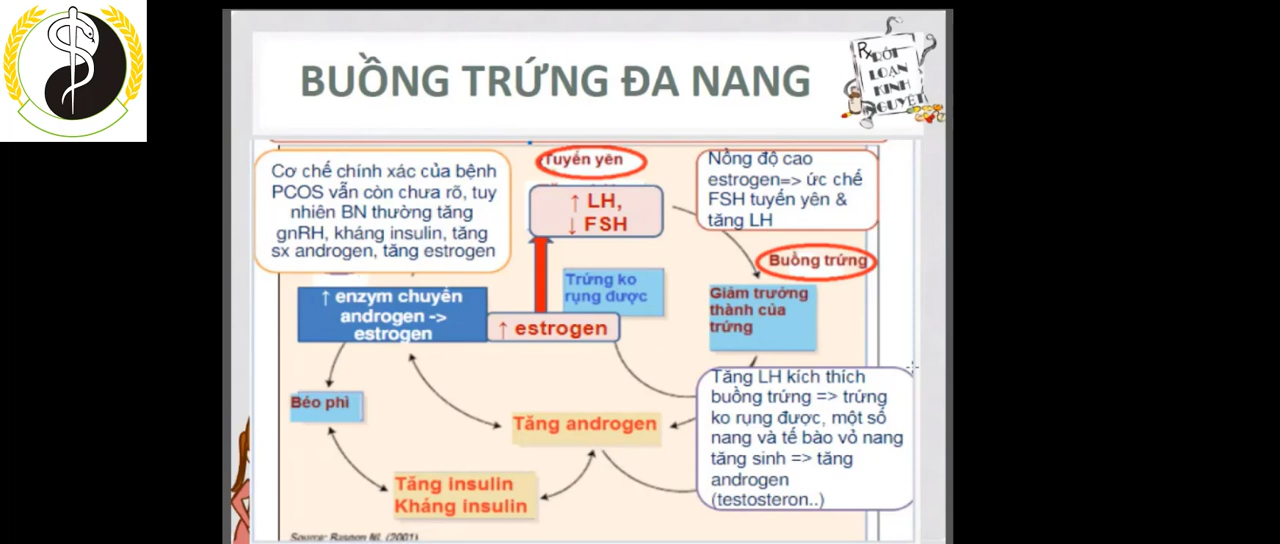 BUỒNG TRỨNG ĐA NANG
RỐI
LOẠN
KINH
NGUYỆT
Cơ chế chính xác của bệnh
PCOS vẫn còn chưa rõ, tuy
nhiên BN thường tăng
gnRH, kháng insulin, tăng
sx androgen, tăng estrogen
Tuyến yên
↑ LH,
↓ FSH
Nồng độ cao
estrogen=> ức chế
FSH tuyến yên &
tăng LH
Buồng trứng
Trứng ko
rụng được
Giảm trưởng
thành của
trứng
↑ enzym chuyển
androgen ->
estrogen
↑ estrogen
Béo phì
Tăng androgen
Tăng insulin
Kháng insulin
Tăng LH kích thích
buồng trứng => trứng
ko rụng được, một số
nang và tế bào vỏ nang
tăng sinh => tăng
androgen
(testosteron..)
Source: (2001)